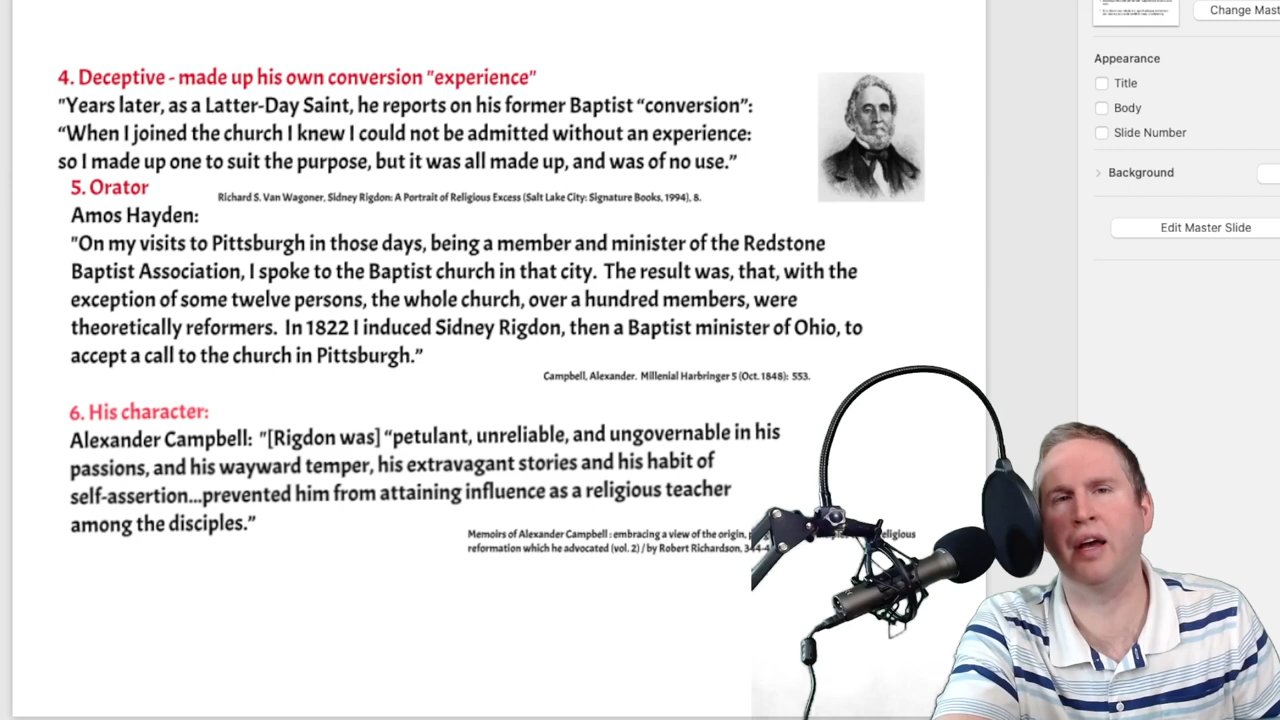 4. Deceptive - made up his own conversion "experience"
"Years later, as a Latter-Day Saint, he reports on his former Baptist “conversion”:
“When I joined the church I knew I could not be admitted without an experience:
so I made up one to suit the purpose, but it was all made up, and was of no use.”
5. Orator
Richard S. Van Wagoner, Sidney Rigdon: A Portrait of Religious Excess (Salt Lake City: Signature Books, 1994), 8.
Amos Hayden:
"On my visits to Pittsburgh in those days, being a member and minister of the Redstone
Baptist Association, I spoke to the Baptist church in that city. The result was, that, with the
exception of some twelve persons, the whole church, over a hundred members, were
theoretically reformers. In 1822 I induced Sidney Rigdon, then a Baptist minister of Ohio, to
accept a call to the church in Pittsburgh.”
Campbell, Alexander. Millenial Harbringer 5 (Oct. 1848): 553.
6. His character:
Alexander Campbell: "[Rigdon was] “petulant, unreliable, and ungovernable in his
passions, and his wayward temper, his extravagant stories and his habit of
self-assertion...prevented him from attaining influence as a religious teacher
among the disciples.”
Memoirs of Alexander Campbell : embracing a view of the origin,
reformation which he advocated (vol. 2) / by Robert Richardson,
Change Mast
Appearance
Title
Body
Slide Number
Background
Edit Master Slide